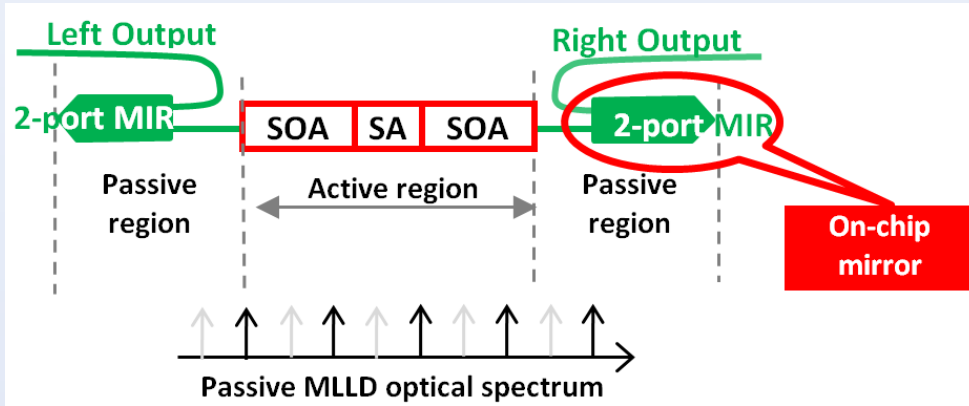 Left Output
Right Output
2-port MIR
SOA
SA
SOA
2-port MIR
Passive
region
Active region
Passive
region
On-chip
mirror
Passive MLLD optical spectrum